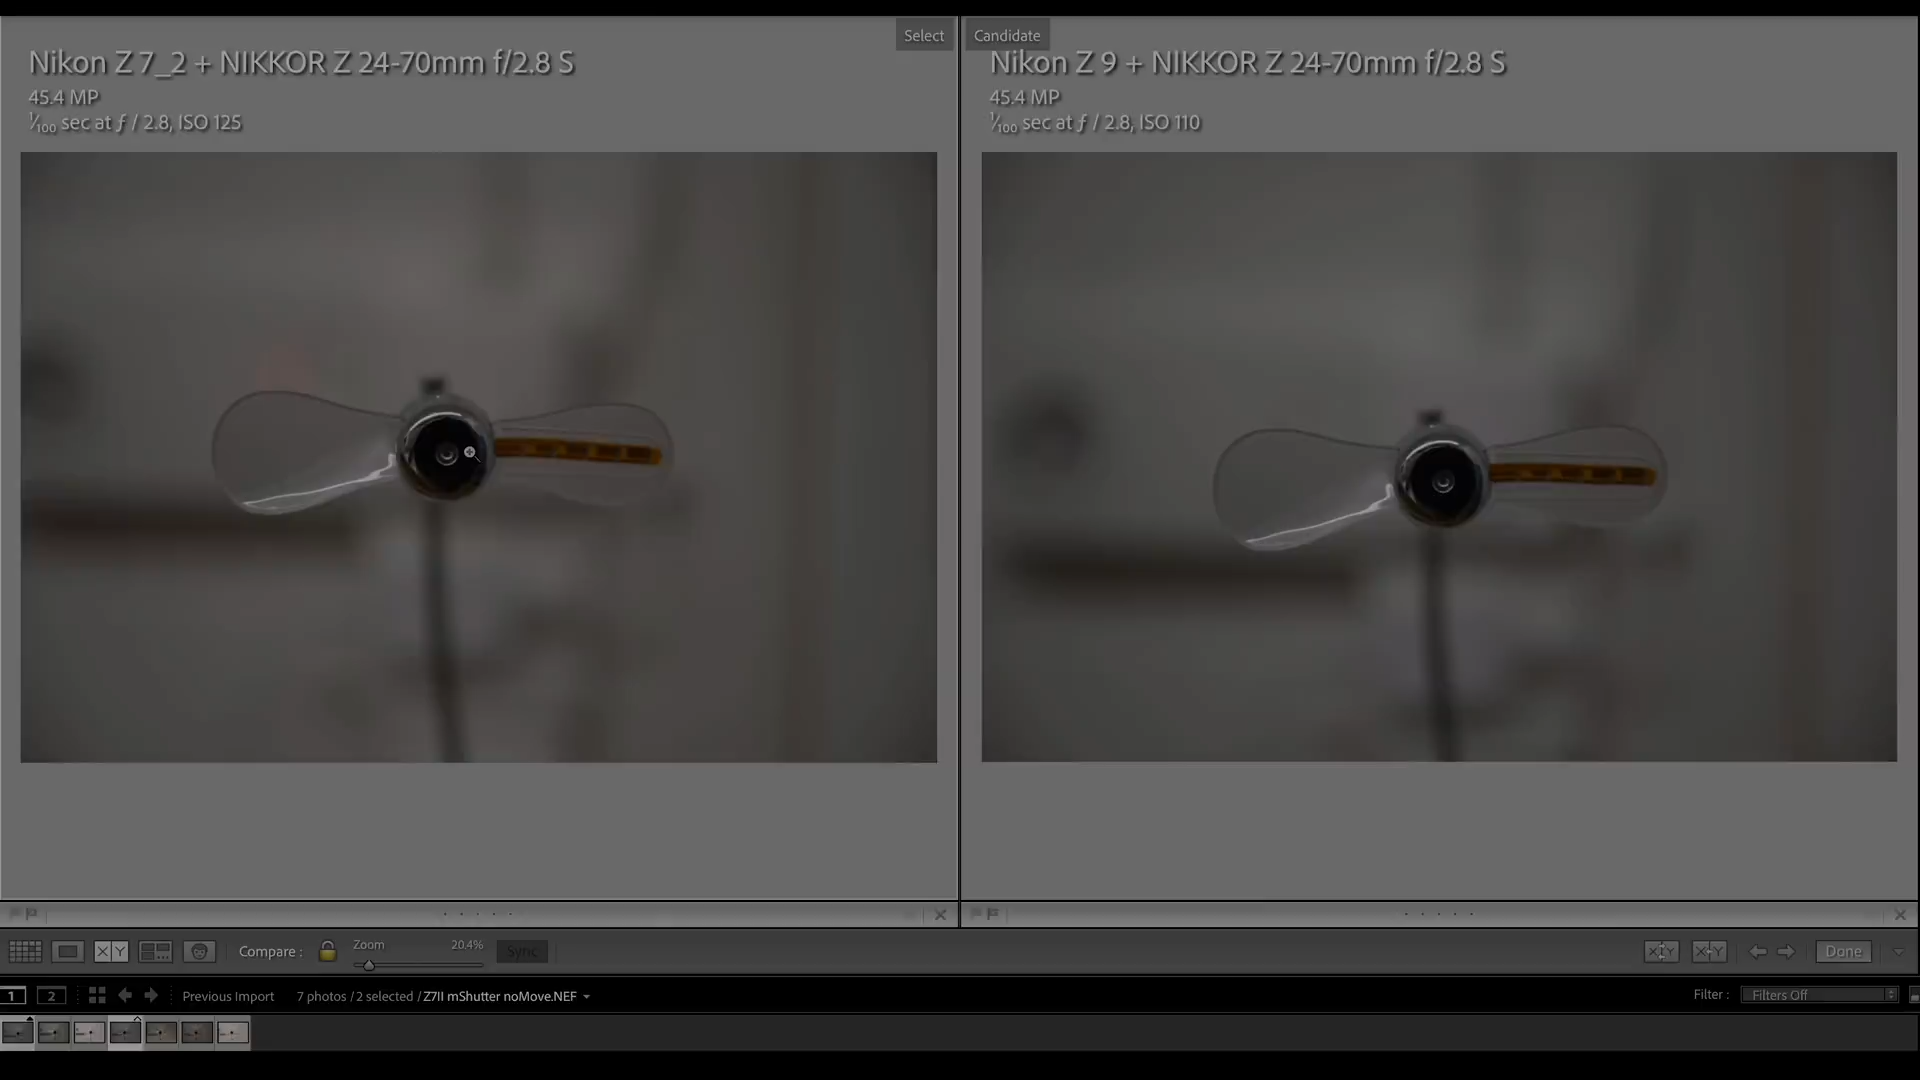 Select
Nikon Z 7_2 + NIKKOR Z 24-70mm f/2.8 S
45.4 MP
1/100 sec at ƒ / 2.8, ISO 125
Candidate
Nikon Z 9 + NIKKOR Z 24-70mm f/2.8 S
45.4 MP
1/100 sec at ƒ / 2.8, ISO 110
XY Compare : Zoom 20.4% Sync X Y X Y Done
1 2 Previous Import 7 photos / 2 selected / Z7II mShutter noMove.NEF Filter : Filters Off